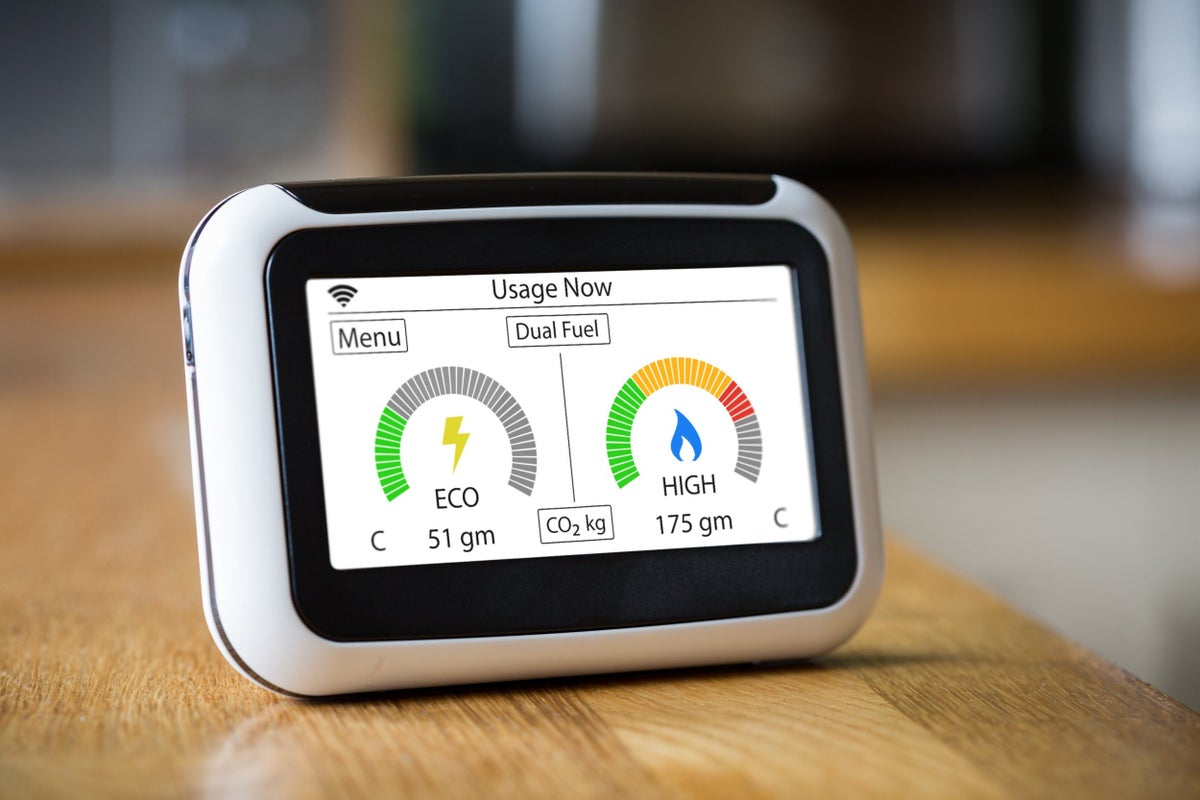 Usage Now
Menu
Dual Fuel
ECO
HIGH
C
51 gm
CO₂ kg
175 gm
C